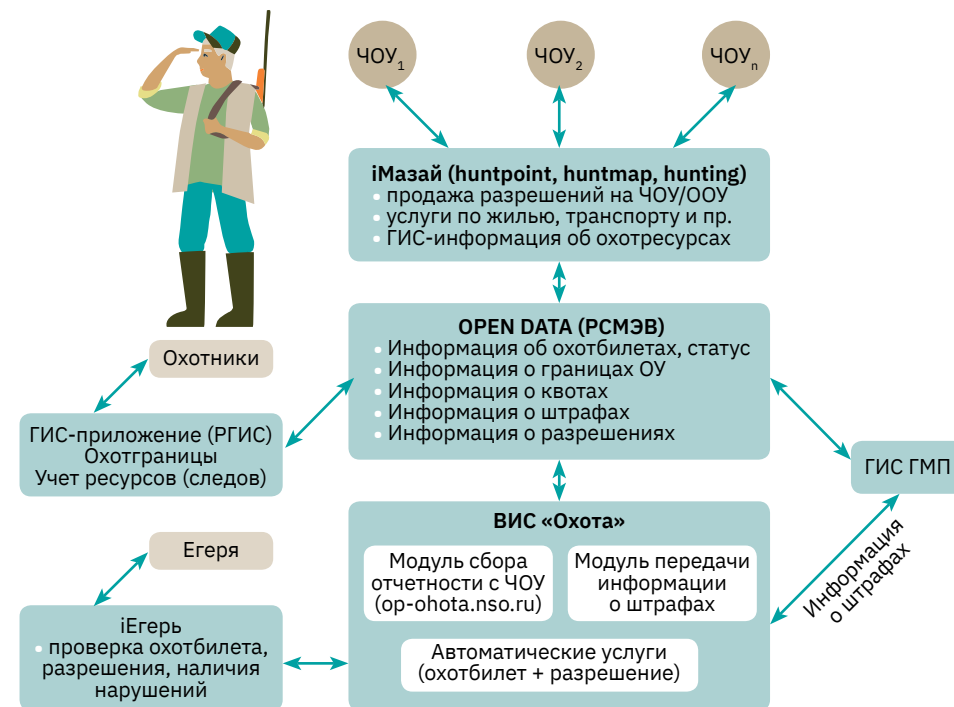 ЧОУ₁
ЧОУ₂
ЧОУₙ
iМазай (huntpoint, huntmap, hunting)
• продажа разрешений на ЧОУ/ООУ
• услуги по жилью, транспорту и пр.
• ГИС-информация об охотресурсах
OPEN DATA (РСМЭВ)
• Информация об охотбилетах, статус
• Информация о границах ОУ
• Информация о квотах
• Информация о штрафах
• Информация о разрешениях
Охотники
ГИС-приложение (РГИС)
Охотграницы
Учет ресурсов (следов)
ГИС ГМП
Информация
о штрафах
ВИС «Охота»
Модуль сбора
отчетности с ЧОУ
(op-ohota.nso.ru)
Модуль передачи
информации
о штрафах
Автоматические услуги
(охотбилет + разрешение)
Егеря
iЕгерь
• проверка охотбилета,
разрешения, наличия
нарушений